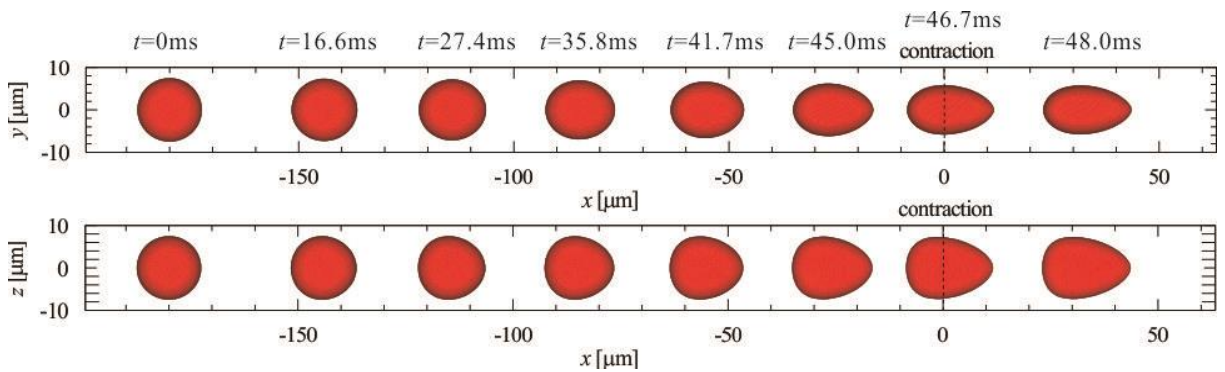 t=0ms t=16.6ms t=27.4ms t=35.8ms t=41.7ms t=45.0ms t=46.7ms t=48.0ms
contraction
10
0
-10
y [μm]
-150 -100 -50 0 50
x [μm]
contraction
10
0
-10
z [μm]
-150 -100 -50 0 50
x [μm]